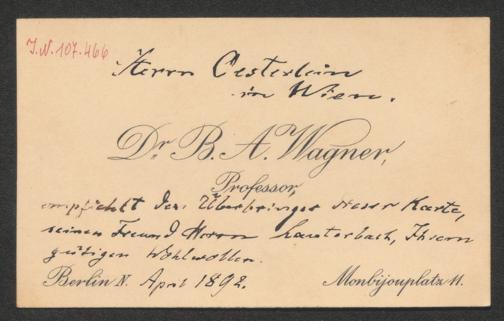 J.N. 107.466
Herrn Oesterlein
in Wien.
Dr. B. A. Wagner,
Professor,
empfiehlt den Überbringer dieser Karte,
seinen Freund Herrn Lauterbach, Ihrem
gütigen Wohlwollen.
Berlin N. April 1892. Monbijouplatz 11.